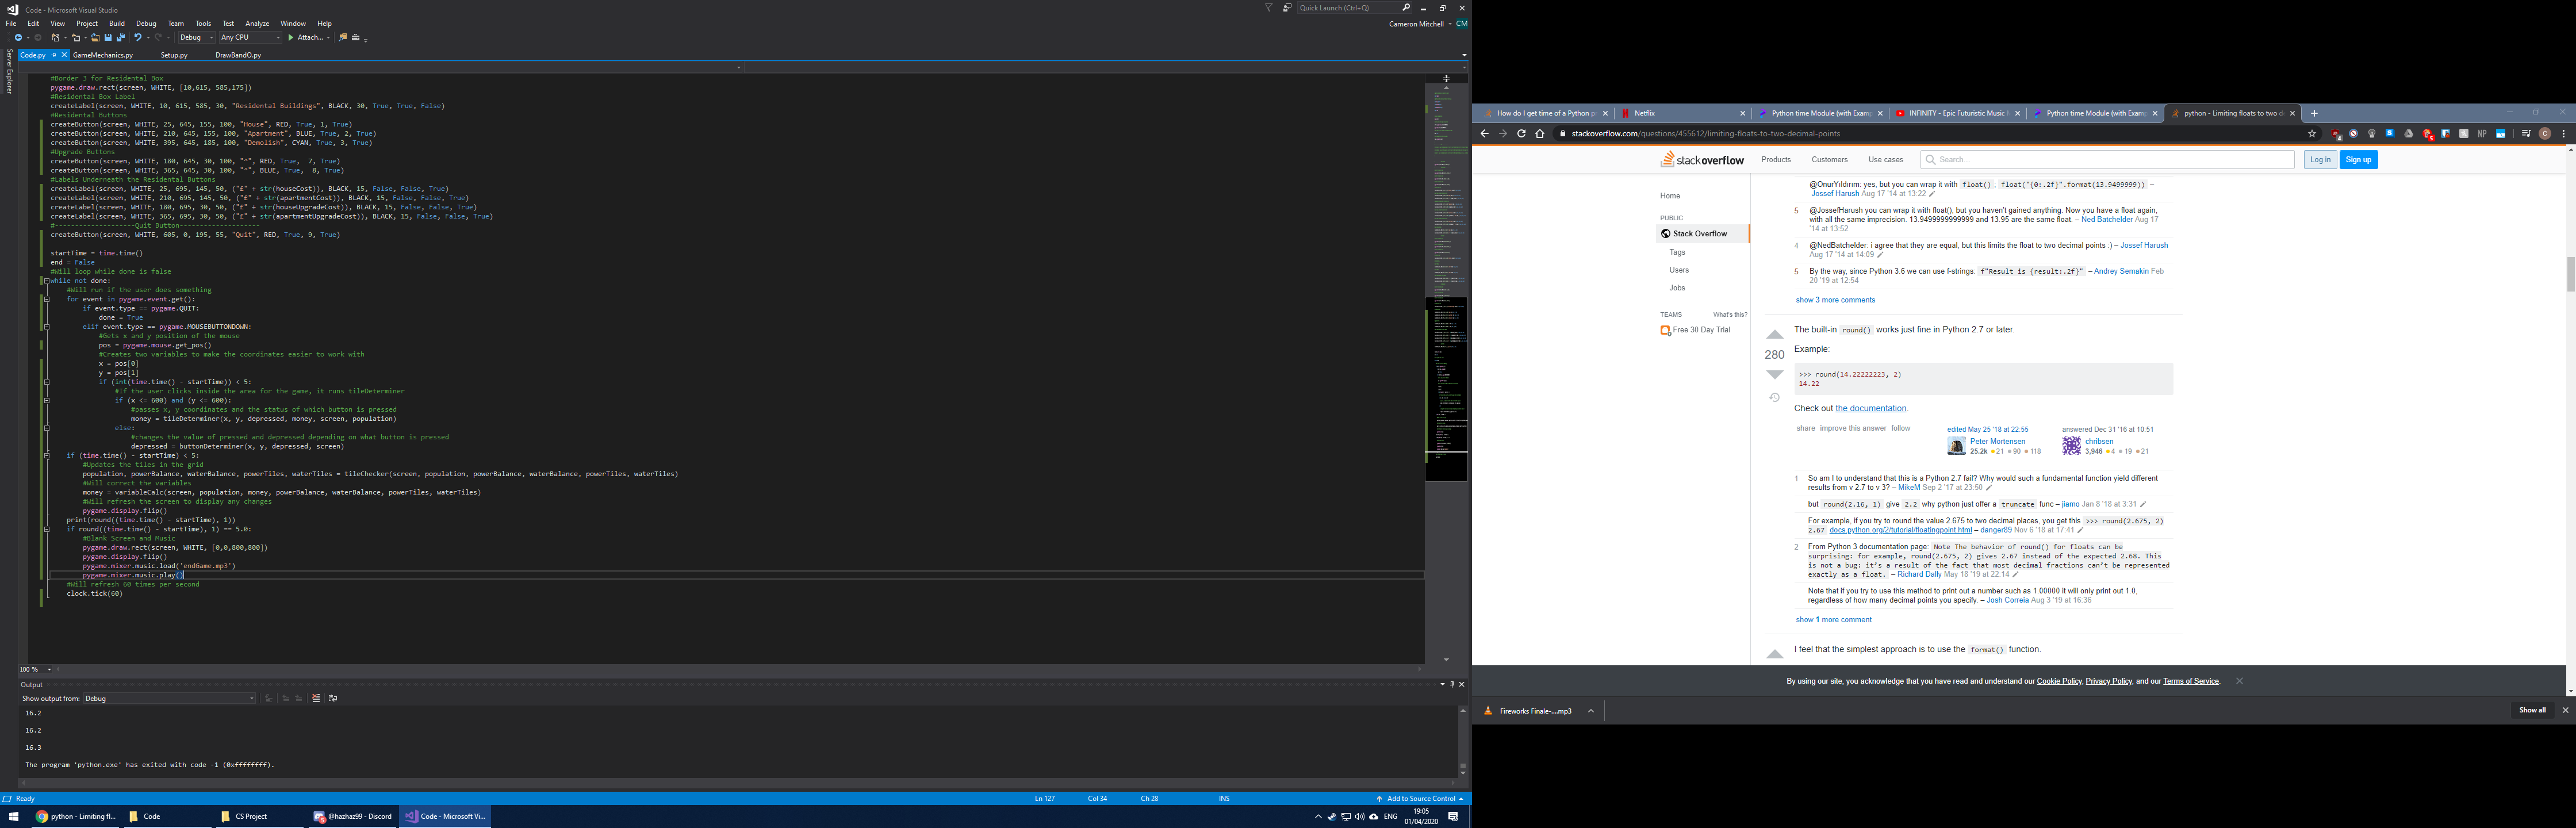 Code - Microsoft Visual Studio
Quick Launch (Ctrl+Q)
File Edit View Project Build Debug Team Tools Test Analyze Window Help
Cameron Mitchell CM
Debug Any CPU Attach...
Server Explorer
Code.py GameMechanics.py Setup.py DrawBandO.py
#Border 3 for Residental Box
pygame.draw.rect(screen, WHITE, [10,615, 585,175])
#Residental Box Label
createLabel(screen, WHITE, 10, 615, 585, 30, "Residental Buildings", BLACK, 30, True, True, False)
#Residental Buttons
createButton(screen, WHITE, 25, 645, 155, 100, "House", RED, True, 1, True)
createButton(screen, WHITE, 210, 645, 155, 100, "Apartment", BLUE, True, 2, True)
createButton(screen, WHITE, 395, 645, 185, 100, "Demolish", CYAN, True, 3, True)
#Upgrade Buttons
createButton(screen, WHITE, 180, 645, 30, 100, "^", RED, True,  7, True)
createButton(screen, WHITE, 365, 645, 30, 100, "^", BLUE, True,  8, True)
#Labels Underneath the Residental Buttons
createLabel(screen, WHITE, 25, 695, 145, 50, ("£" + str(houseCost)), BLACK, 15, False, False, True)
createLabel(screen, WHITE, 210, 695, 145, 50, ("£" + str(apartmentCost)), BLACK, 15, False, False, True)
createLabel(screen, WHITE, 180, 695, 30, 50, ("£" + str(houseUpgradeCost)), BLACK, 15, False, False, True)
createLabel(screen, WHITE, 365, 695, 30, 50, ("£" + str(apartmentUpgradeCost)), BLACK, 15, False, False, True)
#--------------------Quit Button--------------------
createButton(screen, WHITE, 605, 0, 195, 55, "Quit", RED, True, 9, True)
startTime = time.time()
end = False
#Will loop while done is false
while not done:
#Will run if the user does something
for event in pygame.event.get():
if event.type == pygame.QUIT:
done = True
elif event.type == pygame.MOUSEBUTTONDOWN:
#Gets x and y position of the mouse
pos = pygame.mouse.get_pos()
#Creates two variables to make the coordinates easier to work with
x = pos[0]
y = pos[1]
if (int(time.time() - startTime)) < 5:
#If the user clicks inside the area for the game, it runs tileDeterminer
if (x <= 600) and (y <= 600):
#passes x, y coordinates and the status of which button is pressed
money = tileDeterminer(x, y, depressed, money, screen, population)
else:
#changes the value of pressed and depressed depending on what button is pressed
depressed = buttonDeterminer(x, y, depressed, screen)
if (time.time() - startTime) < 5:
#Updates the tiles in the grid
population, powerBalance, waterBalance, powerTiles, waterTiles = tileChecker(screen, population, powerBalance, waterBalance, powerTiles, waterTiles)
#Will correct the variables
money = variableCalc(screen, population, money, powerBalance, waterBalance, powerTiles, waterTiles)
#Will refresh the screen to display any changes
pygame.display.flip()
print(round((time.time() - startTime), 1))
if round((time.time() - startTime), 1) == 5.0:
#Blank Screen and Music
pygame.draw.rect(screen, WHITE, [0,0,800,800])
pygame.display.flip()
pygame.mixer.music.load('endGame.mp3')
pygame.mixer.music.play()
#Will refresh 60 times per second
clock.tick(60)
100 %
Output
Show output from: Debug
16.2
16.2
16.3
The program 'python.exe' has exited with code -1 (0xffffffff).
Ready Ln 127 Col 34 Ch 28 INS Add to Source Control
python - Limiting fl... Code CS Project @hazhaz99 - Discord Code - Microsoft Vi...
ENG 19:05 01/04/2020
How do I get time of a Python pr Netflix Python time Module (with Examp INFINITY - Epic Futuristic Music M Python time Module (with Examp python - Limiting floats to two d
stackoverflow.com/questions/455612/limiting-floats-to-two-decimal-points
stackoverflow Products Customers Use cases Search... Log in Sign up
Home
PUBLIC
Stack Overflow
Tags
Users
Jobs
TEAMS What's this?
Free 30 Day Trial
@OnurYıldırım: yes, but you can wrap it with float() ; float("{0:.2f}".format(13.9499999)) –
Jossef Harush Aug 17 '14 at 13:22
5 @JossefHarush you can wrap it with float(), but you haven't gained anything. Now you have a float again,
with all the same imprecision. 13.9499999999999 and 13.95 are the same float. – Ned Batchelder Aug 17
'14 at 13:52
4 @NedBatchelder: i agree that they are equal, but this limits the float to two decimal points :) – Jossef Harush
Aug 17 '14 at 14:09
5 By the way, since Python 3.6 we can use f-strings: f"Result is {result:.2f}" – Andrey Semakin Feb
20 '19 at 12:54
show 3 more comments
The built-in round() works just fine in Python 2.7 or later.
280
Example:
>>> round(14.22222223, 2)
14.22
Check out the documentation.
share improve this answer follow
edited May 25 '18 at 22:55
Peter Mortensen
25.2k 21 90 118
answered Dec 31 '16 at 10:51
chribsen
3,946 4 19 21
1 So am I to understand that this is a Python 2.7 fail? Why would such a fundamental function yield different
results from v 2.7 to v 3? – MikeM Sep 2 '17 at 23:50
but round(2.16, 1) give 2.2 why python just offer a truncate func – jiamo Jan 8 '18 at 3:31
For example, if you try to round the value 2.675 to two decimal places, you get this >>> round(2.675, 2)
2.67 docs.python.org/2/tutorial/floatingpoint.html – danger89 Nov 6 '18 at 17:41
2 From Python 3 documentation page: Note The behavior of round() for floats can be
surprising: for example, round(2.675, 2) gives 2.67 instead of the expected 2.68. This
is not a bug: it's a result of the fact that most decimal fractions can't be represented
exactly as a float. – Richard Dally May 18 '19 at 22:14
Note that if you try to use this method to print out a number such as 1.00000 it will only print out 1.0,
regardless of how many decimal points you specify. – Josh Correia Aug 3 '19 at 16:36
show 1 more comment
I feel that the simplest approach is to use the format() function.
By using our site, you acknowledge that you have read and understand our Cookie Policy, Privacy Policy, and our Terms of Service.
Fireworks Finale-....mp3
Show all